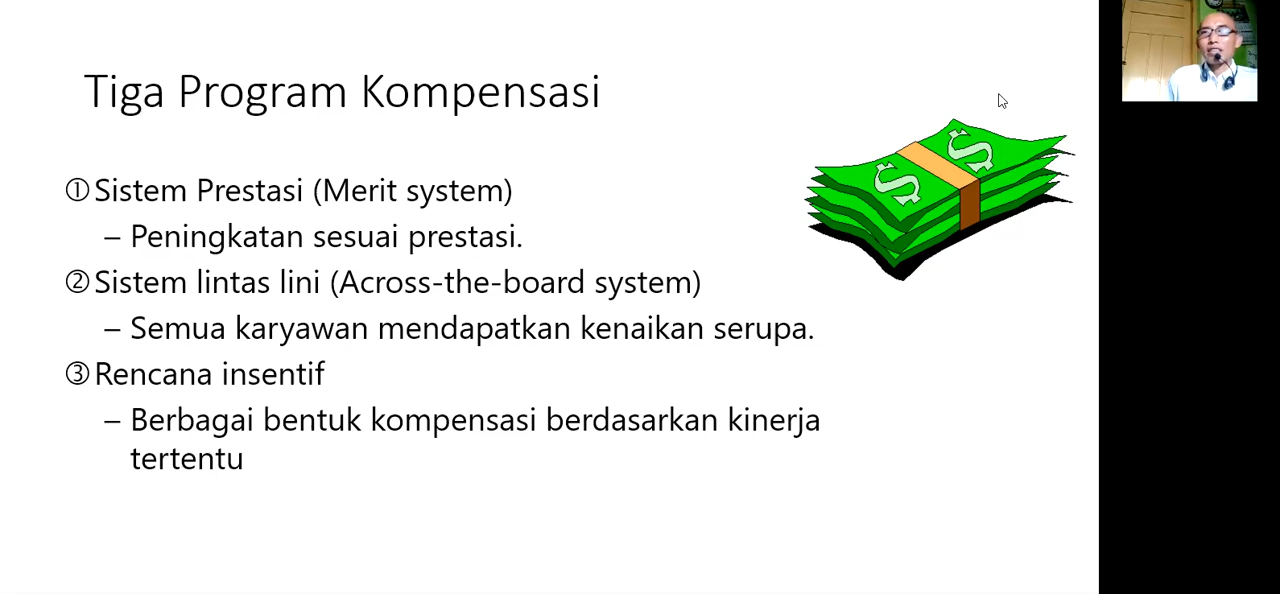 Tiga Program Kompensasi
①Sistem Prestasi (Merit system)
– Peningkatan sesuai prestasi.
②Sistem lintas lini (Across-the-board system)
– Semua karyawan mendapatkan kenaikan serupa.
③Rencana insentif
– Berbagai bentuk kompensasi berdasarkan kinerja
tertentu